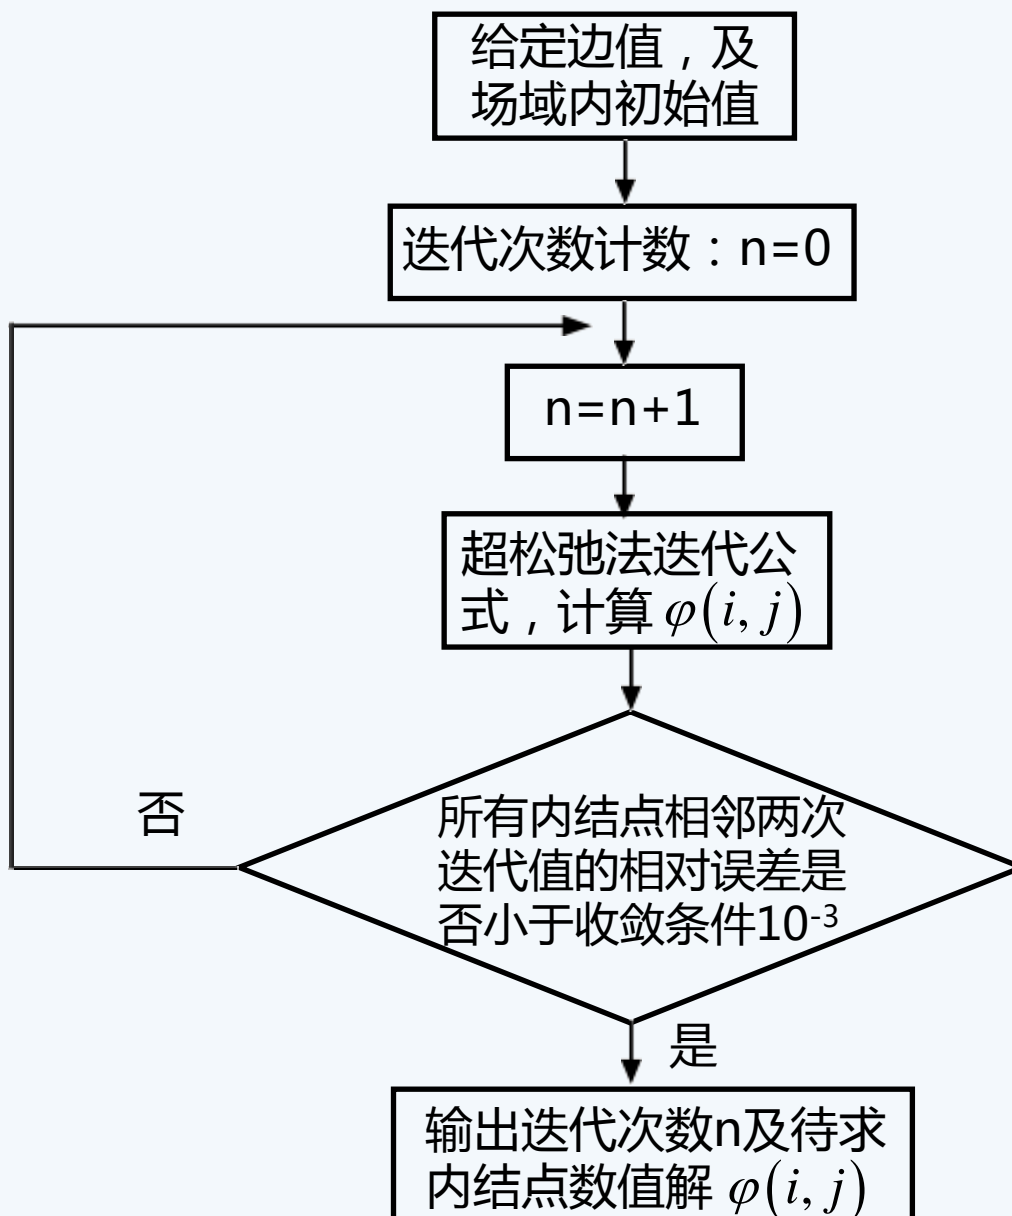 给定边值，及
场域内初始值
迭代次数计数：n=0
n=n+1
超松弛法迭代公
式，计算 φ(i, j)
否
所有内结点相邻两次
迭代值的相对误差是
否小于收敛条件10⁻³
是
输出迭代次数n及待求
内结点数值解 φ(i, j)